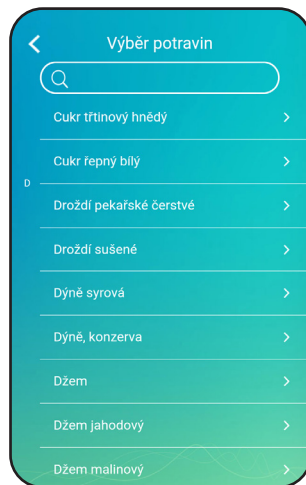 Výběr potravin
Cukr třtinový hnědý
Cukr řepný bílý
D
Droždí pekařské čerstvé
Droždí sušené
Dýně syrová
Dýně, konzerva
Džem
Džem jahodový
Džem malinový